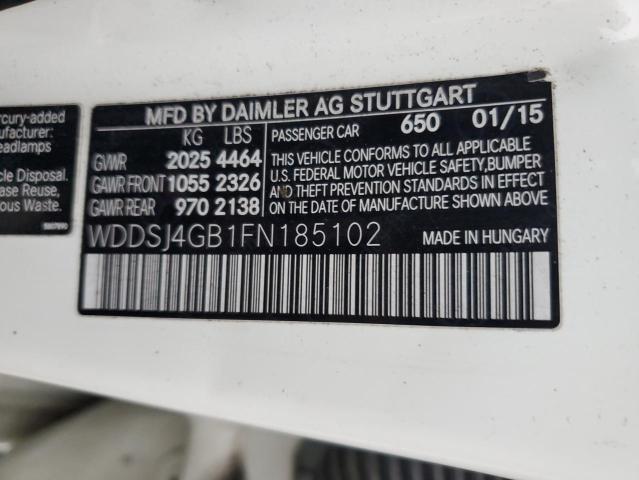 rcury-added
anufacturer:
eadlamps
icle Disposal.
ase Reuse,
ous Waste.
MFD BY DAIMLER AG STUTTGART
KG LBS
GVWR 2025 4464
GAWR FRONT 1055 2326
GAWR REAR 970 2138
PASSENGER CAR 650 01/15
THIS VEHICLE CONFORMS TO ALL APPLICABLE
U.S. FEDERAL MOTOR VEHICLE SAFETY, BUMPER
AND THEFT PREVENTION STANDARDS IN EFFECT
ON THE DATE OF MANUFACTURE SHOWN ABOVE
WDDSJ4GB1FN185102 MADE IN HUNGARY